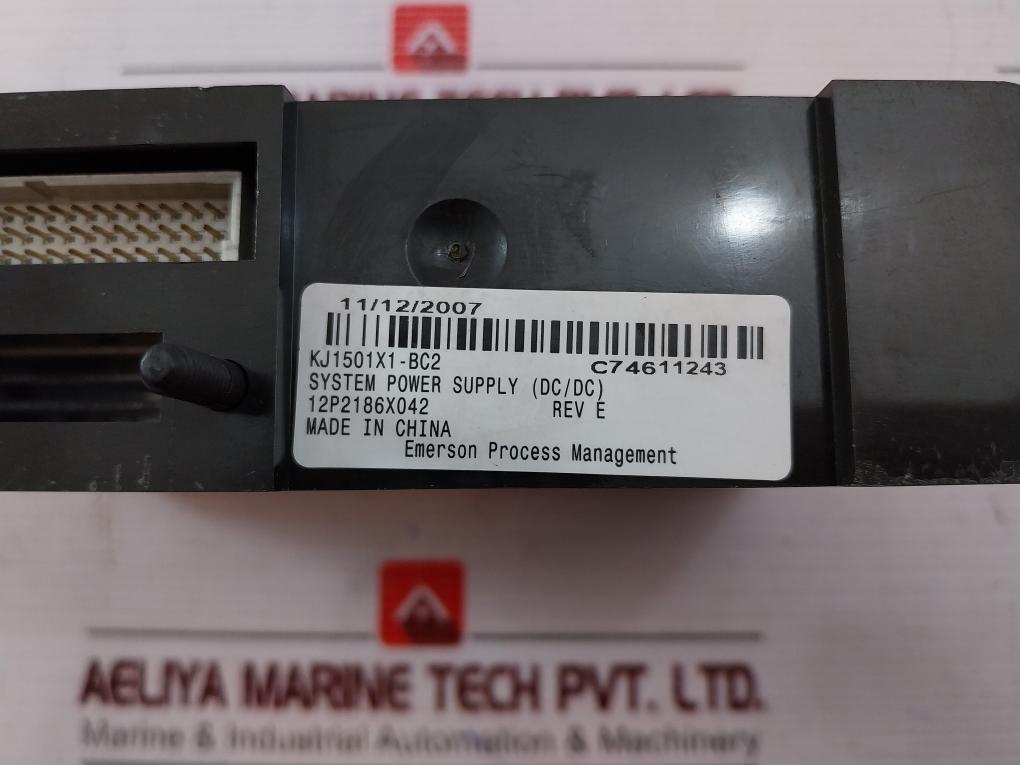 11/12/2007
KJ1501X1-BC2
C74611243
SYSTEM POWER SUPPLY (DC/DC)
12P2186X042 REV E
MADE IN CHINA
Emerson Process Management
AELIYA MARINE TECH PVT. LTD.
Marine & Industrial Automation & Machinery